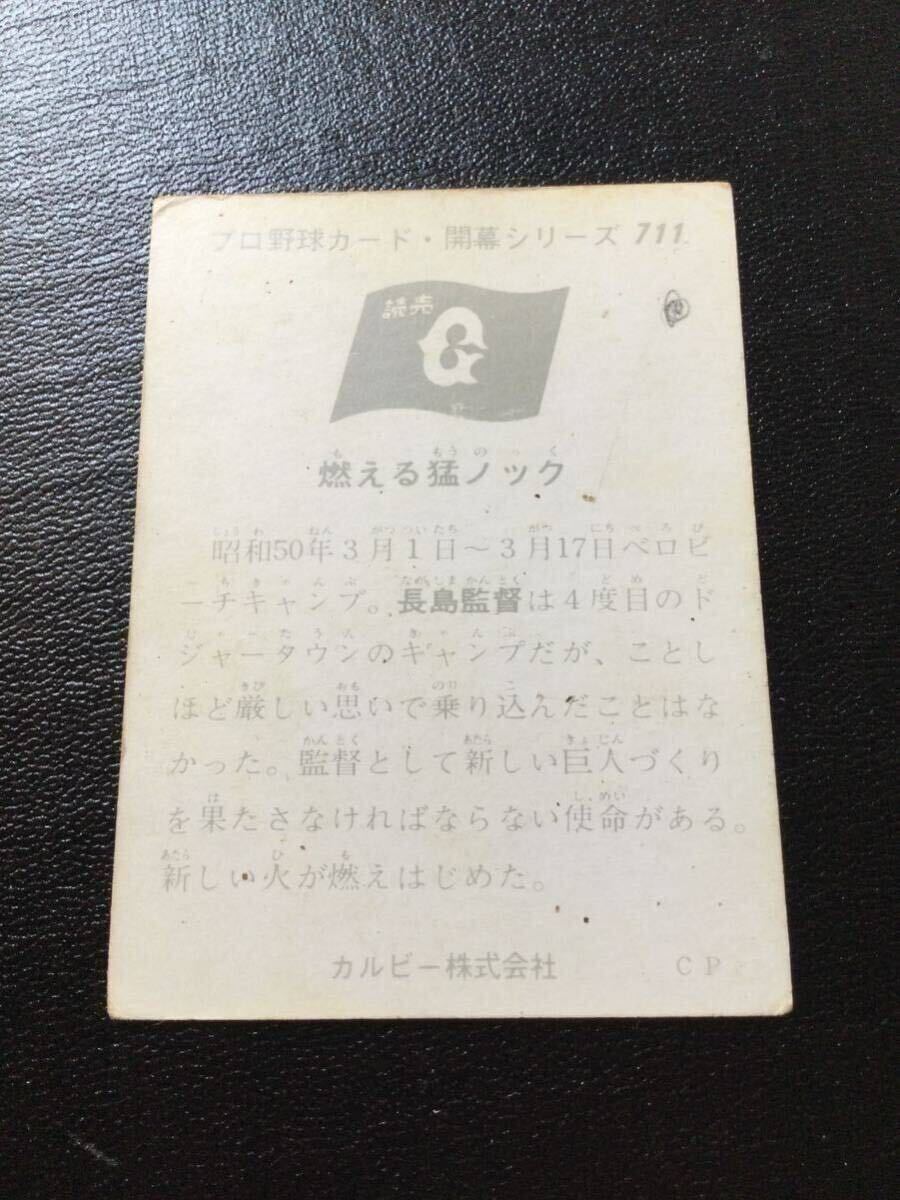 プロ野球カード・開幕シリーズ 711
読売
G
燃える猛ノック
昭和50年3月1日〜3月17日ベロビ
ーチキャンプ。長島監督は4度目のド
ジャータウンのキャンプだが、ことし
ほど厳しい思いで乗り込んだことはな
かった。監督として新しい巨人づくり
を果たさなければならない使命がある。
新しい火が燃えはじめた。
カルビー株式会社 CP